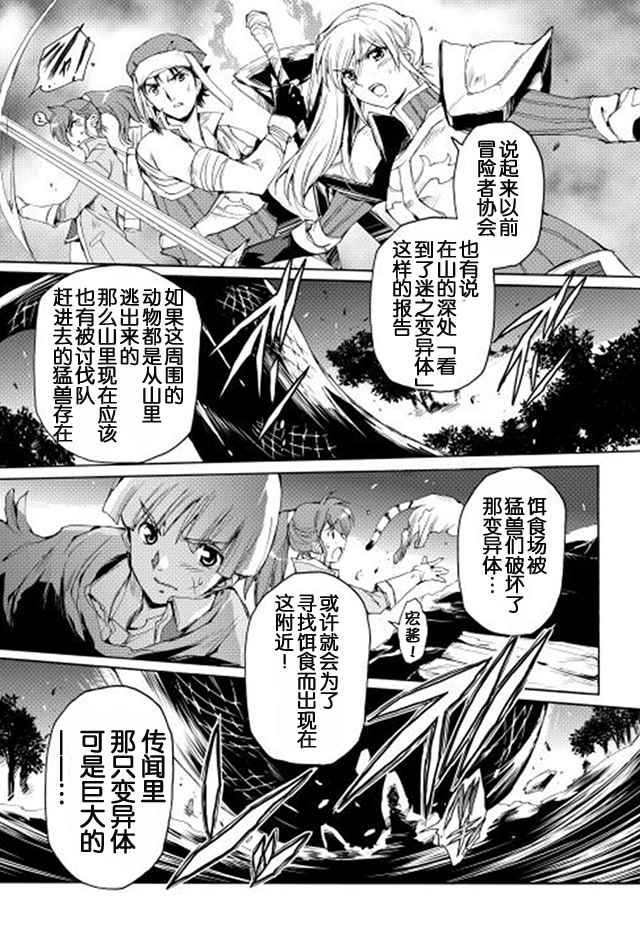 说起来以前
冒险者协会
也有说
在山的深处「看
到了迷之变异体」
这样的报告
如果这周围的
动物都是从山里
逃出来的
那么山里现在应该
也有被讨伐队
赶进去的猛兽存在
饵食场被
猛兽们破坏了
那变异体…
宏酱！
或许就会为了
寻找饵食而出现在
这附近！
传闻里
那只变异体
可是巨大的
——…